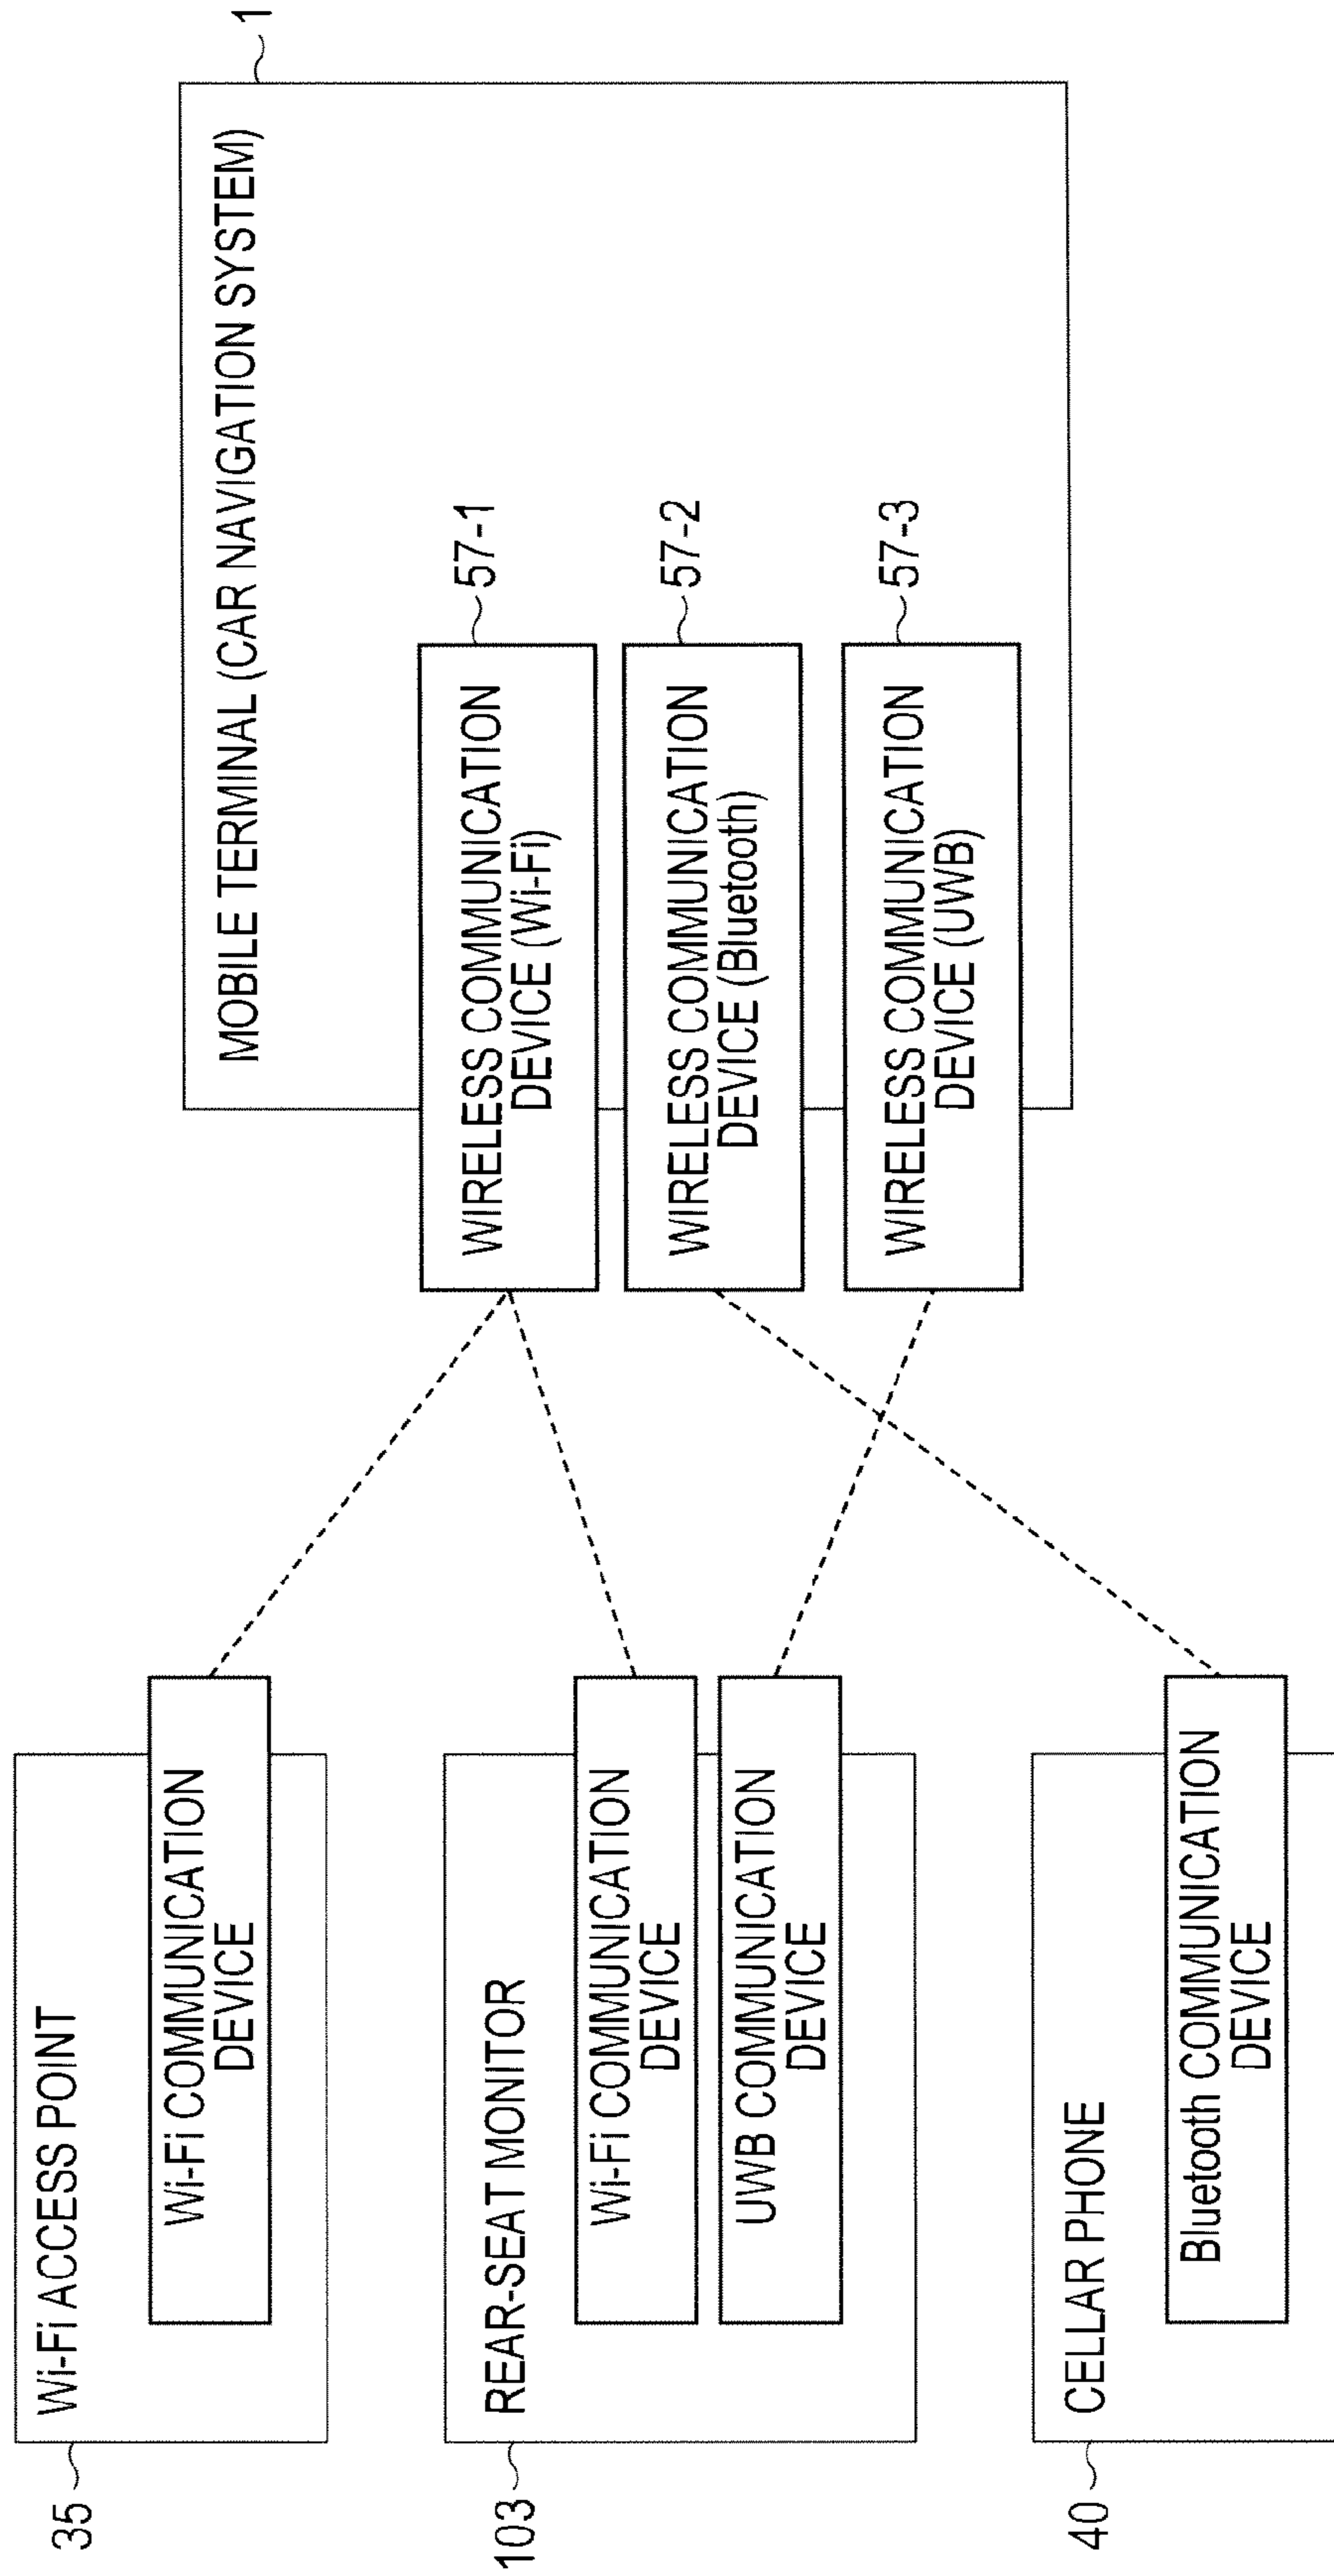 Wi-Fi ACCESS POINT
35
Wi-Fi COMMUNICATION
DEVICE
REAR-SEAT MONITOR
103
Wi-Fi COMMUNICATION
DEVICE
UWB COMMUNICATION
DEVICE
CELLAR PHONE
40
Bluetooth COMMUNICATION
DEVICE
1
MOBILE TERMINAL (CAR NAVIGATION SYSTEM)
WIRELESS COMMUNICATION
DEVICE (Wi-Fi)
57-1
WIRELESS COMMUNICATION
DEVICE (Bluetooth)
57-2
WIRELESS COMMUNICATION
DEVICE (UWB)
57-3